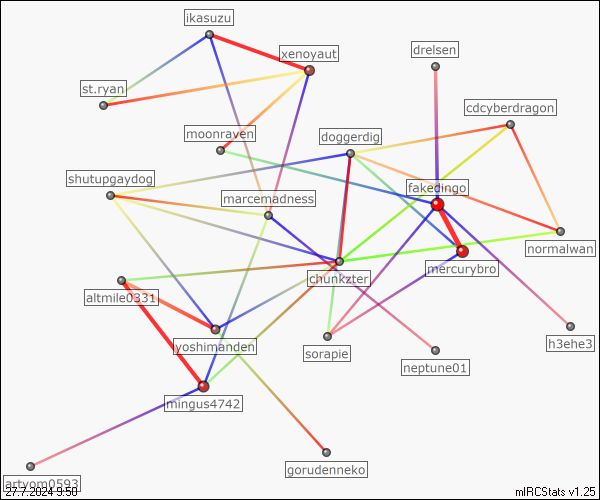 ikasuzu
xenoyaut
drelsen
st.ryan
cdcyberdragon
moonraven
doggerdig
shutupgaydog
fakedingo
marcemadness
normalwan
mercurybro
chunkzter
altmile0331
h3ehe3
yoshimanden
sorapie
neptune01
mingus4742
gorudenneko
artyom0593
27.7.2024 9:50
mIRCStats v1.25